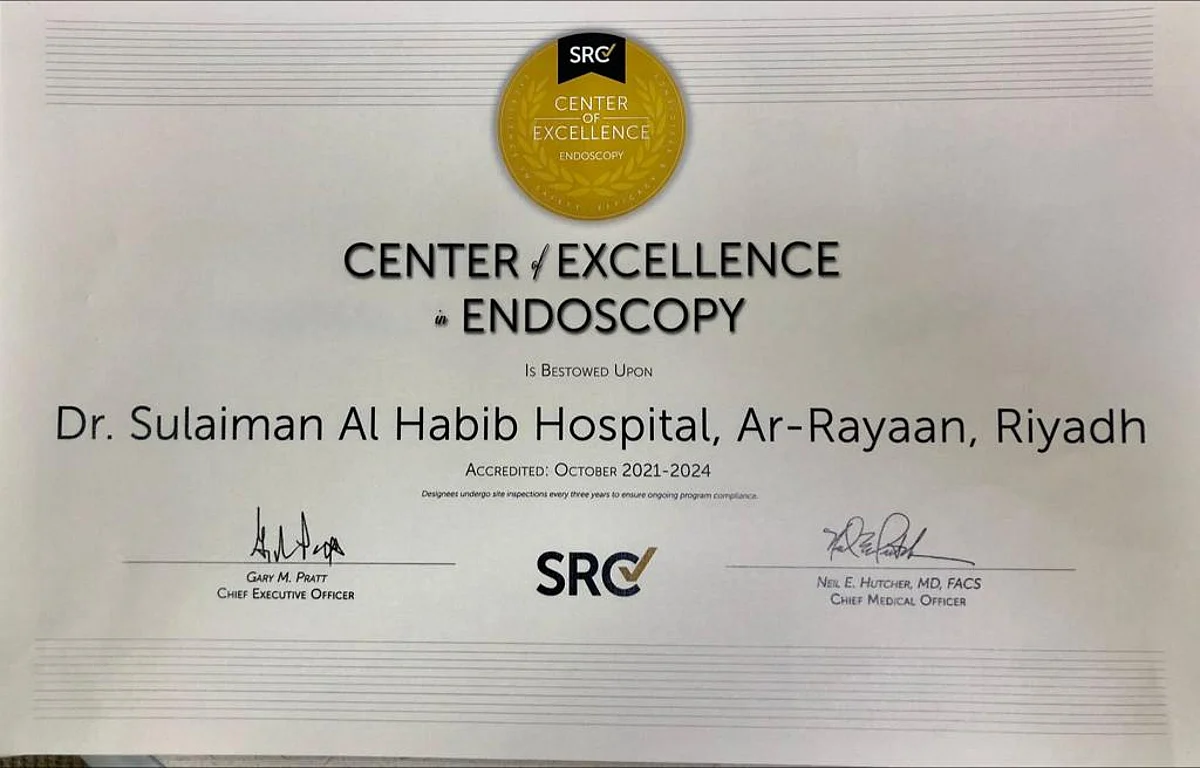 SRC
CENTER
OF
EXCELLENCE
ENDOSCOPY
CENTER of EXCELLENCE
in ENDOSCOPY
IS BESTOWED UPON
Dr. Sulaiman Al Habib Hospital, Ar-Rayaan, Riyadh
ACCREDITED: OCTOBER 2021-2024
Designees undergo site inspections every three years to ensure ongoing program compliance.
GARY M. PRATT
CHIEF EXECUTIVE OFFICER
SRC
NEIL E. HUTCHER, MD, FACS
CHIEF MEDICAL OFFICER